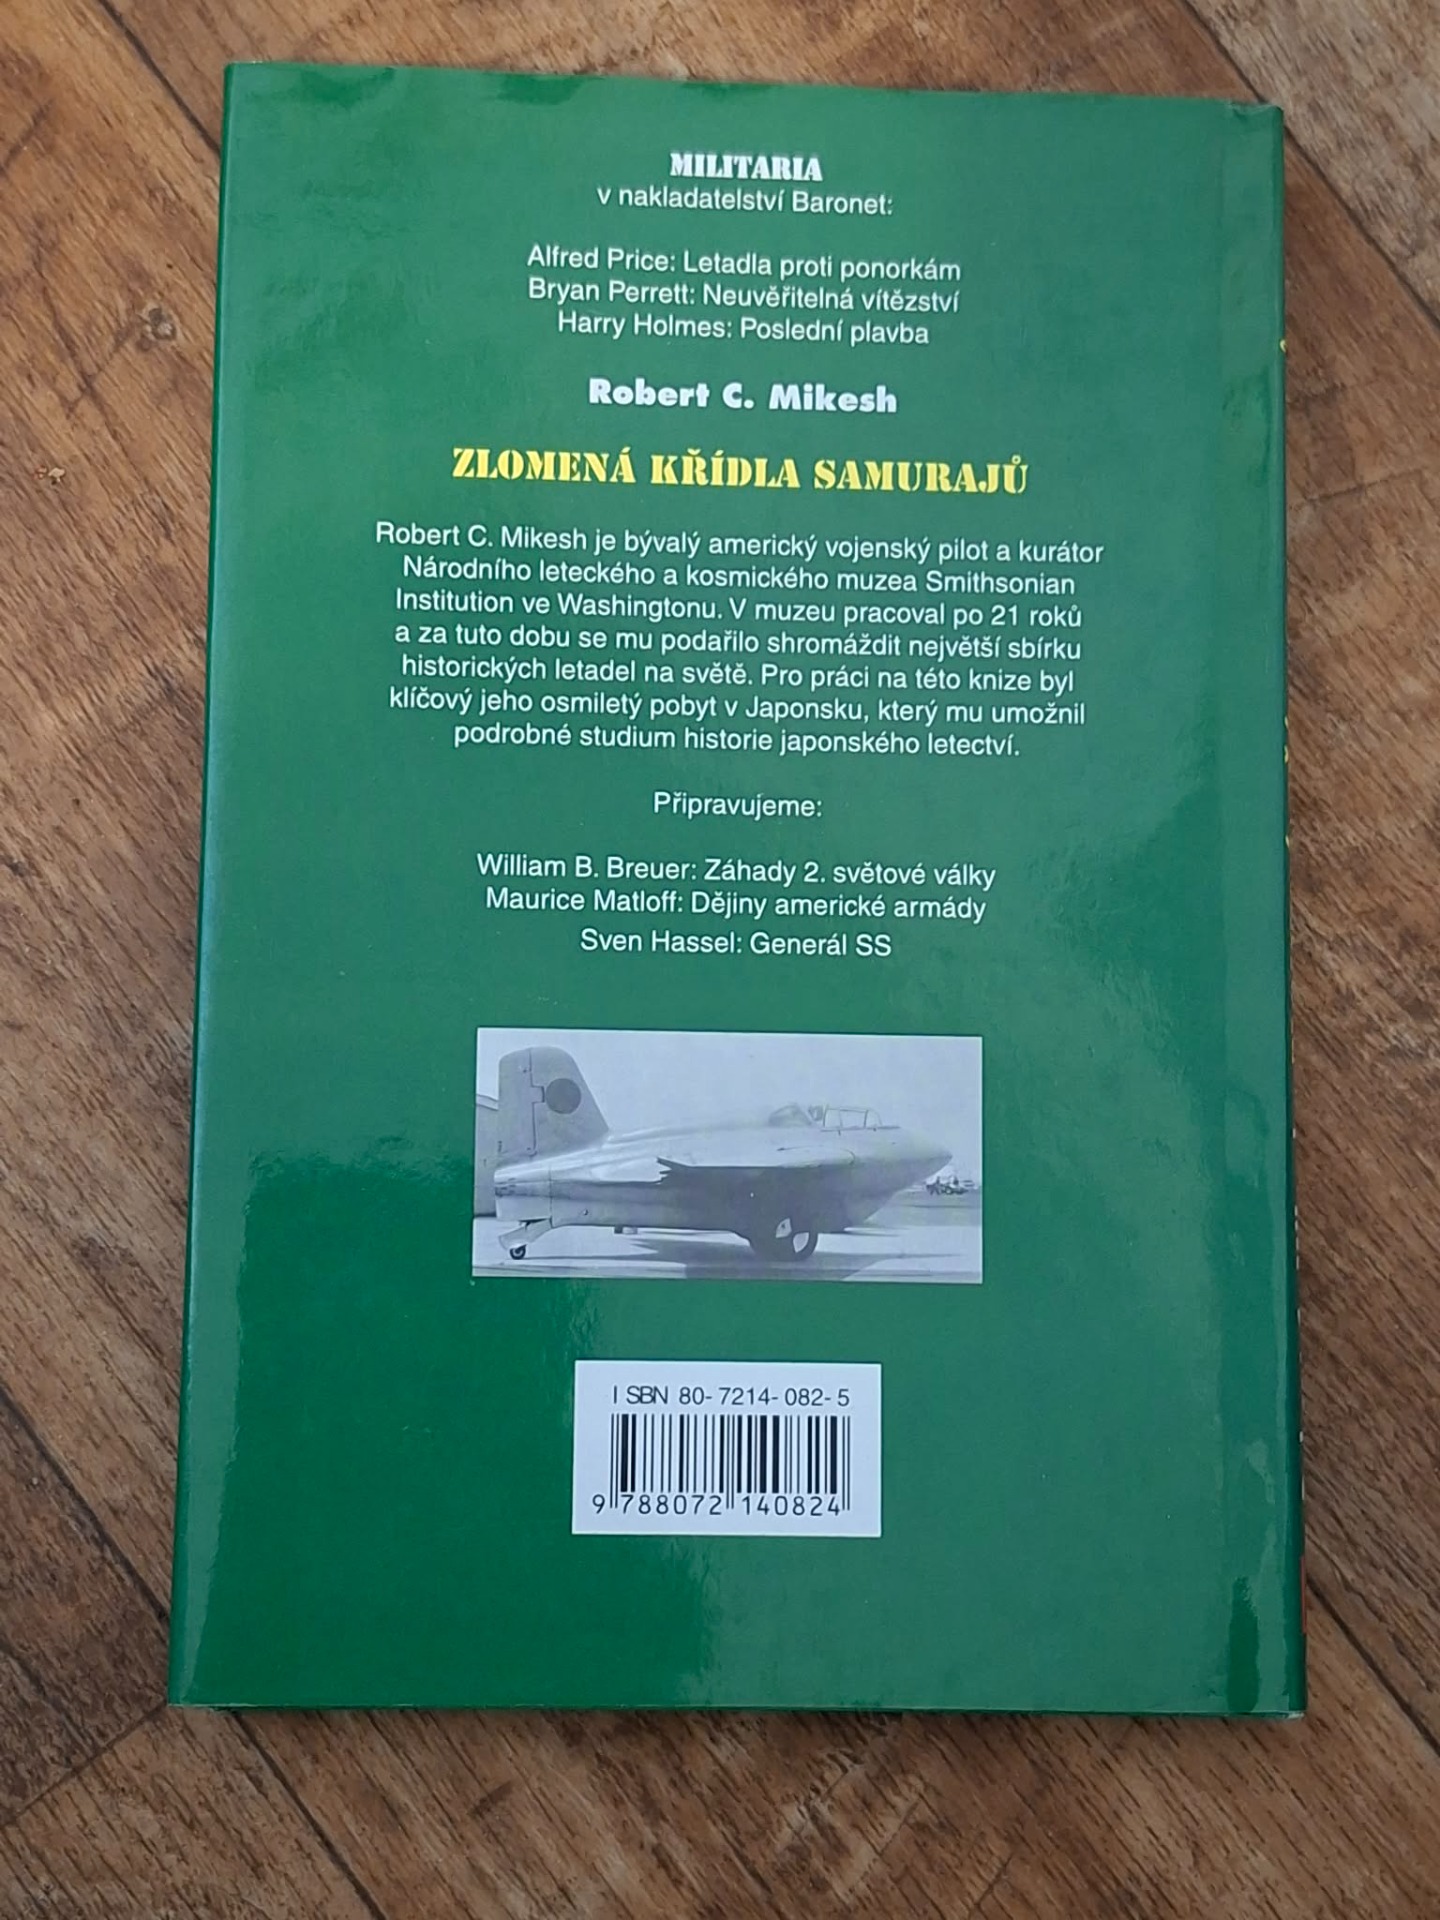 MILITARIA
v nakladatelství Baronet:
Alfred Price: Letadla proti ponorkám
Bryan Perrett: Neuvěřitelná vítězství
Harry Holmes: Poslední plavba
Robert C. Mikesh
ZLOMENÁ KŘÍDLA SAMURAJŮ
Robert C. Mikesh je bývalý americký vojenský pilot a kurátor
Národního leteckého a kosmického muzea Smithsonian
Institution ve Washingtonu. V muzeu pracoval po 21 roků
a za tuto dobu se mu podařilo shromáždit největší sbírku
historických letadel na světě. Pro práci na této knize byl
klíčový jeho osmiletý pobyt v Japonsku, který mu umožnil
podrobné studium historie japonského letectví.
Připravujeme:
William B. Breuer: Záhady 2. světové války
Maurice Matloff: Dějiny americké armády
Sven Hassel: Generál SS
ISBN 80-7214-082-5
9 788072 140824